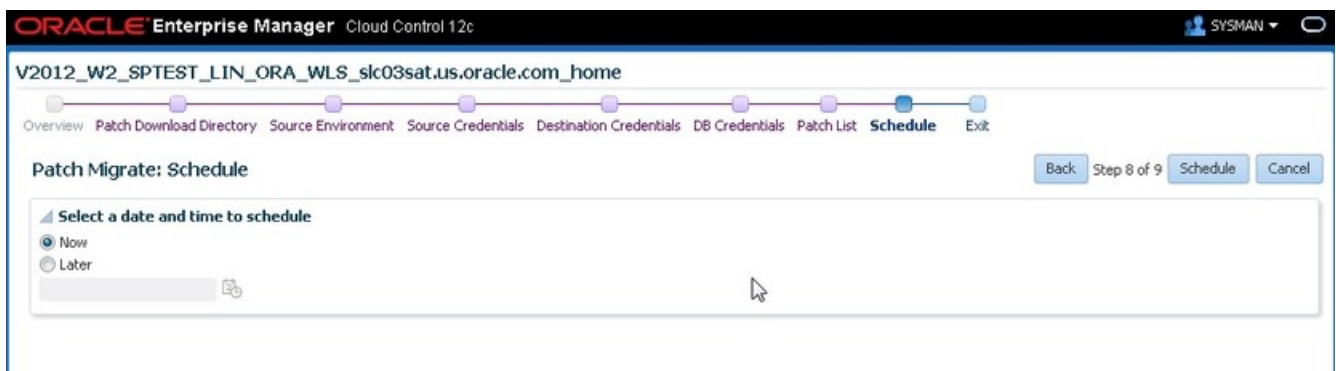 ORACLE Enterprise Manager Cloud Control 12c SYSMAN
V2012_W2_SPTEST_LIN_ORA_WLS_slc03sat.us.oracle.com_home
Overview Patch Download Directory Source Environment Source Credentials Destination Credentials DB Credentials Patch List Schedule Exit
Patch Migrate: Schedule Back Step 8 of 9 Schedule Cancel
Select a date and time to schedule
Now
Later